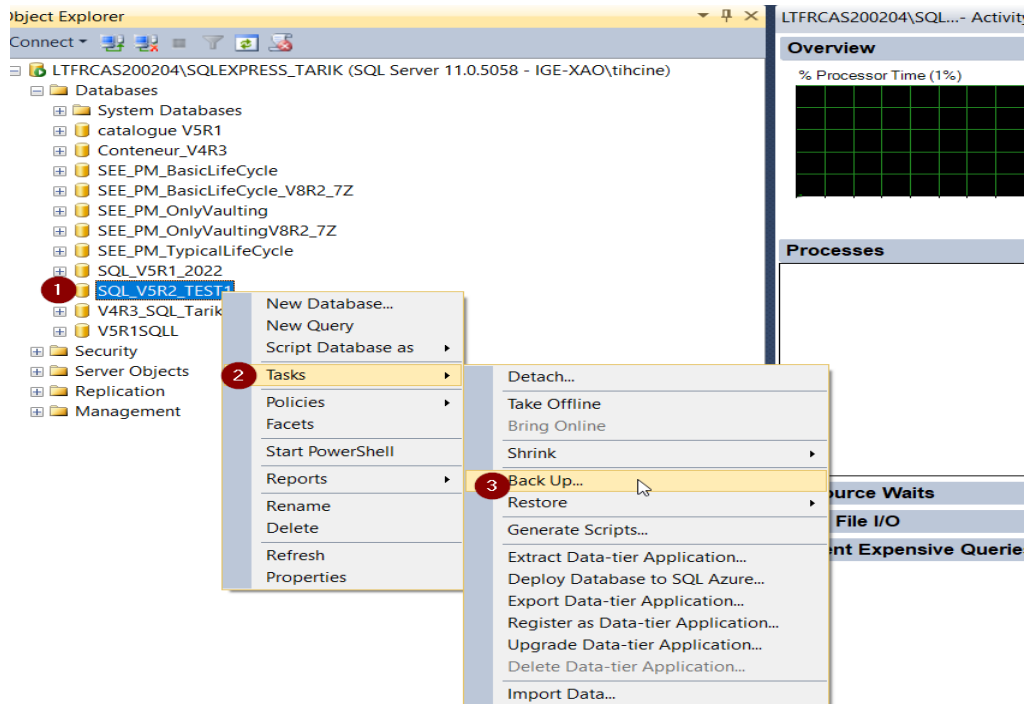 Object Explorer
Connect
LTFRCAS200204\SQLEXPRESS_TARIK (SQL Server 11.0.5058 - IGE-XAO\tihcine)
Databases
System Databases
catalogue V5R1
Conteneur_V4R3
SEE_PM_BasicLifeCycle
SEE_PM_BasicLifeCycle_V8R2_7Z
SEE_PM_OnlyVaulting
SEE_PM_OnlyVaultingV8R2_7Z
SEE_PM_TypicalLifeCycle
SQL_V5R1_2022
1 SQL_V5R2_TEST1
V4R3_SQL_Tarik
V5R1SQLL
Security
Server Objects
Replication
Management
New Database...
New Query
Script Database as
2 Tasks
Policies
Facets
Start PowerShell
Reports
Rename
Delete
Refresh
Properties
Detach...
Take Offline
Bring Online
Shrink
3 Back Up...
Restore
Generate Scripts...
Extract Data-tier Application...
Deploy Database to SQL Azure...
Export Data-tier Application...
Register as Data-tier Application...
Upgrade Data-tier Application...
Delete Data-tier Application...
Import Data...
LTFRCAS200204\SQL...- Activity
Overview
% Processor Time (1%)
Processes
ource Waits
File I/O
ent Expensive Querie